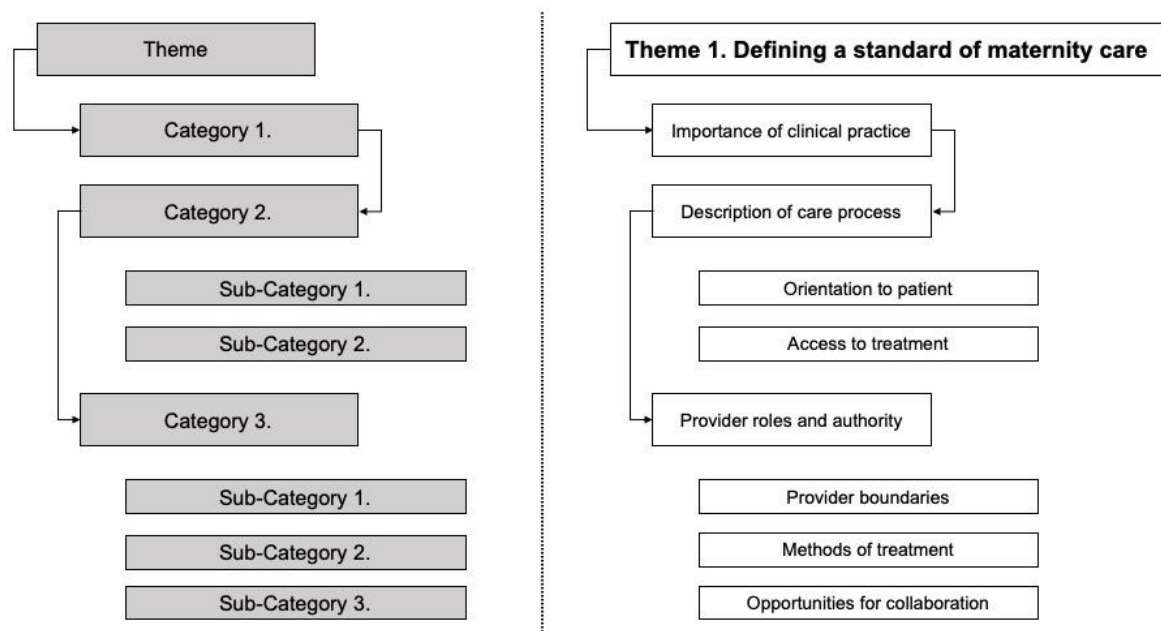 Theme
Category 1.
Category 2.
Sub-Category 1.
Sub-Category 2.
Category 3.
Sub-Category 1.
Sub-Category 2.
Sub-Category 3.
Theme 1. Defining a standard of maternity care
Importance of clinical practice
Description of care process
Orientation to patient
Access to treatment
Provider roles and authority
Provider boundaries
Methods of treatment
Opportunities for collaboration